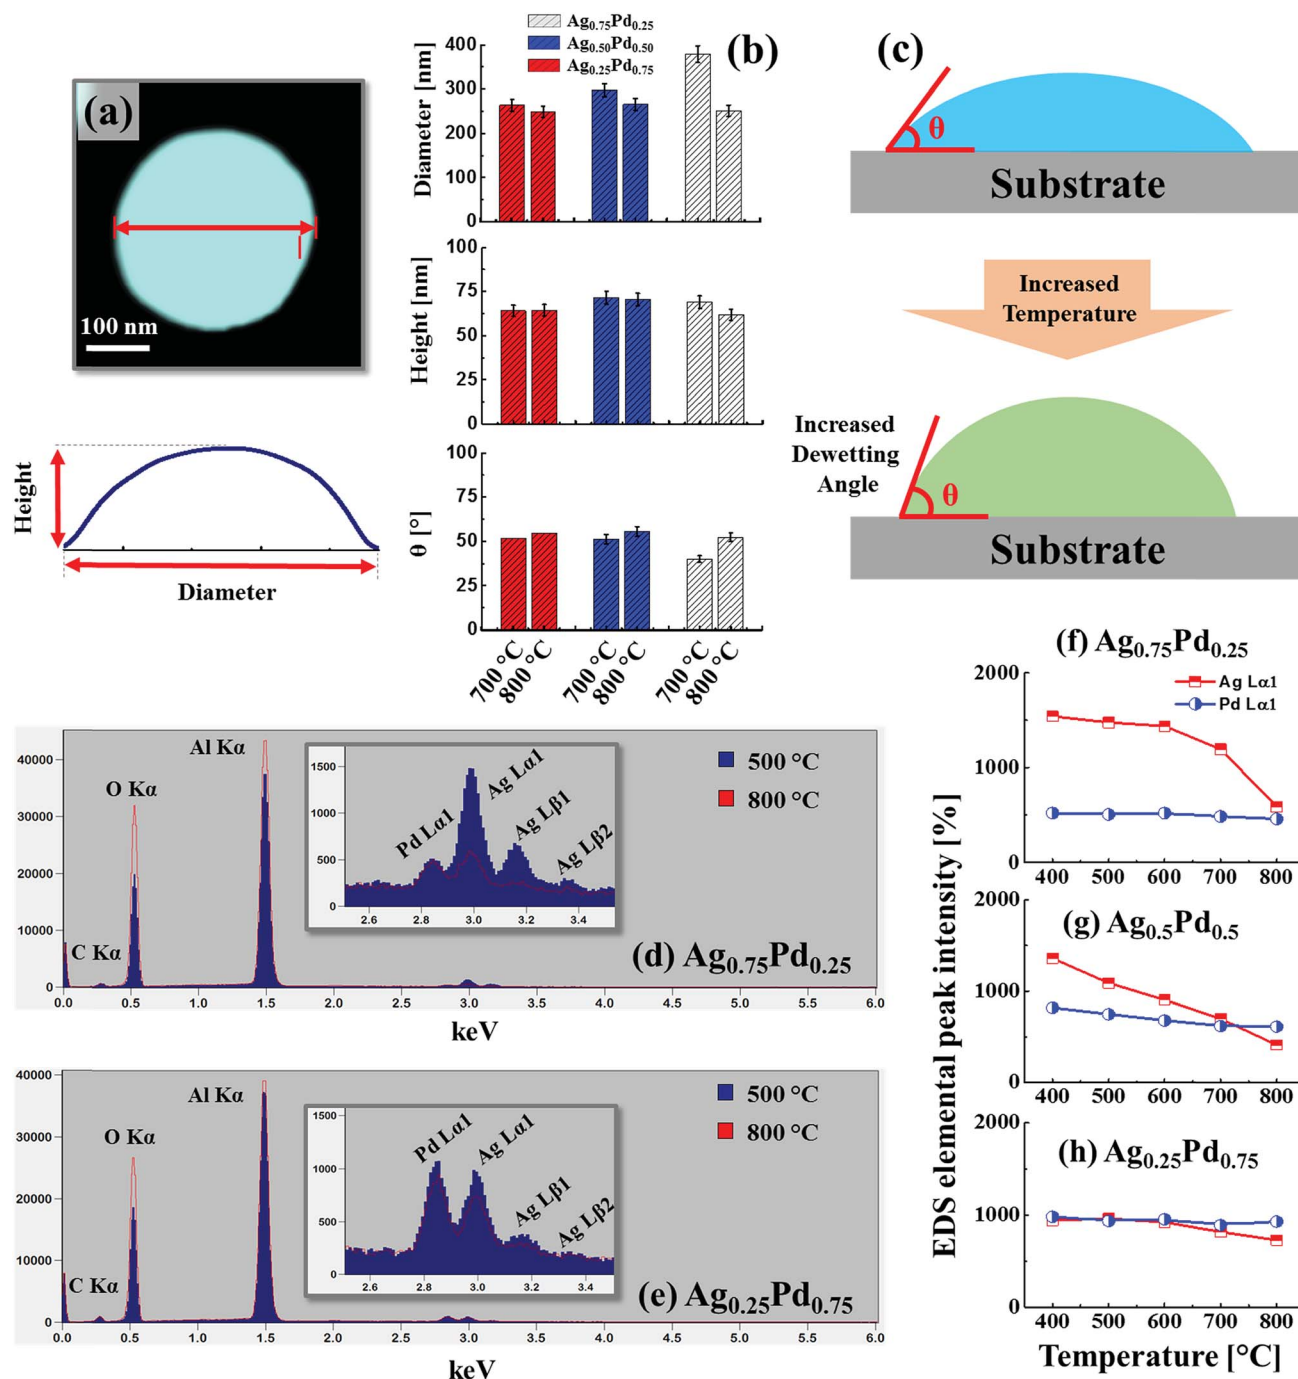 (a)
100 nm
Height
Diameter
(b)
Ag0.75Pd0.25
Ag0.50Pd0.50
Ag0.25Pd0.75
Diameter [nm]
400
300
200
100
0
Height [nm]
100
75
50
25
0
θ [°]
100
75
50
25
0
700 °C
800 °C
700 °C
800 °C
700 °C
800 °C
(c)
θ
Substrate
Increased
Temperature
Increased
Dewetting
Angle
θ
Substrate
40000
30000
20000
10000
0
C Kα
O Kα
Al Kα
500 °C
800 °C
1500
1000
500
0
Pd Lα1
Ag Lα1
Ag Lβ1
Ag Lβ2
2.6 2.8 3.0 3.2 3.4
(d) Ag0.75Pd0.25
0.0 0.5 1.0 1.5 2.0 2.5 3.0 3.5 4.0 4.5 5.0 6.0
keV
40000
30000
20000
10000
0
C Kα
O Kα
Al Kα
500 °C
800 °C
1500
1000
500
0
Pd Lα1
Ag Lα1
Ag Lβ1
Ag Lβ2
2.6 2.8 3.0 3.2 3.4
(e) Ag0.25Pd0.75
0.0 0.5 1.0 1.5 2.0 2.5 3.0 3.5 4.0 4.5 5.0 6.0
keV
EDS elemental peak intensity [%]
(f) Ag0.75Pd0.25
Ag Lα1
Pd Lα1
2000
1000
0
400 500 600 700 800
(g) Ag0.5Pd0.5
2000
1000
0
400 500 600 700 800
(h) Ag0.25Pd0.75
2000
1000
0
400 500 600 700 800
Temperature [°C]